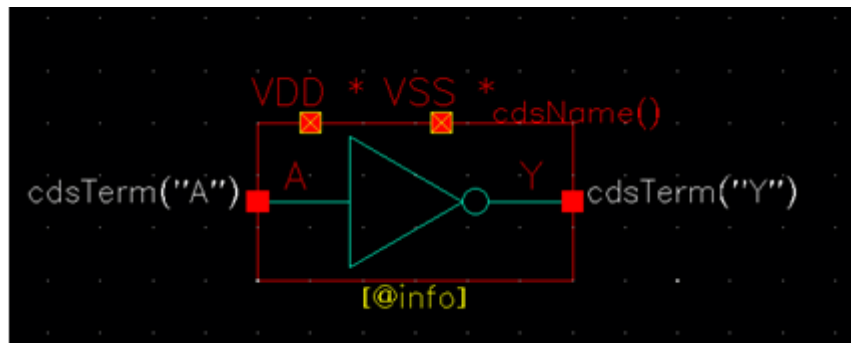 VDD * VSS *
cdsName()
cdsTerm("A") A Y cdsTerm("Y")
[@info]